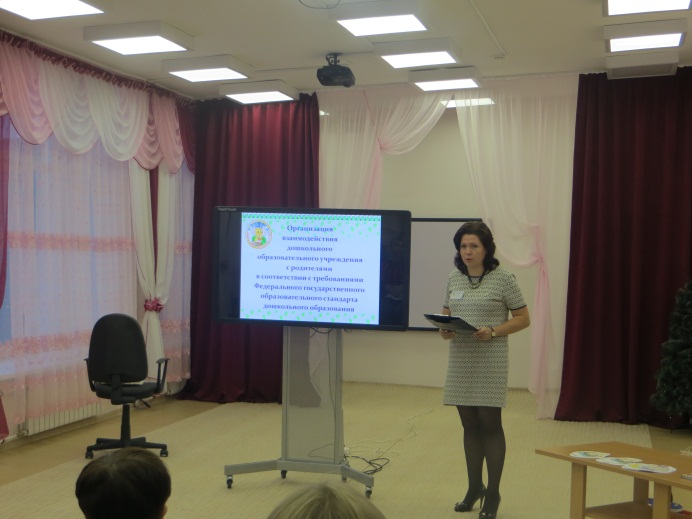 Организация
взаимодействия
дошкольного
образовательного учреждения
с родителями
в соответствии с требованиями
Федерального государственного
образовательного стандарта
дошкольного образования